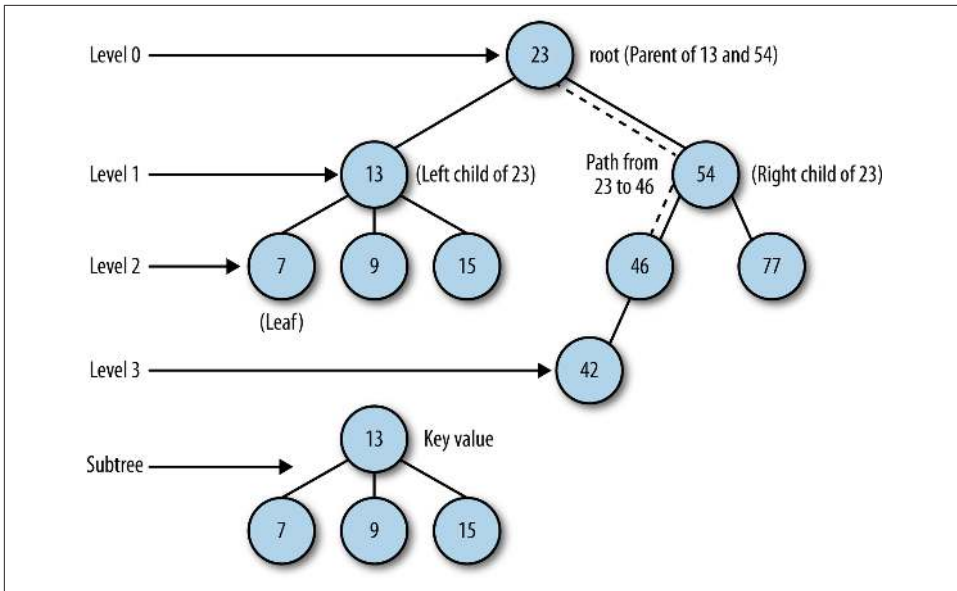 Level 0
23
root (Parent of 13 and 54)
Level 1
13
(Left child of 23)
Path from
23 to 46
54
(Right child of 23)
Level 2
7
9
15
46
77
(Leaf)
Level 3
42
13
Key value
Subtree
7
9
15